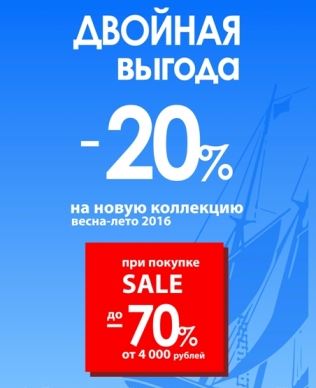 ДВОЙНАЯ
ВЫГОДА
-20%
на новую коллекцию
весна-лето 2016
при покупке
SALE
до -70%
от 4 000 рублей